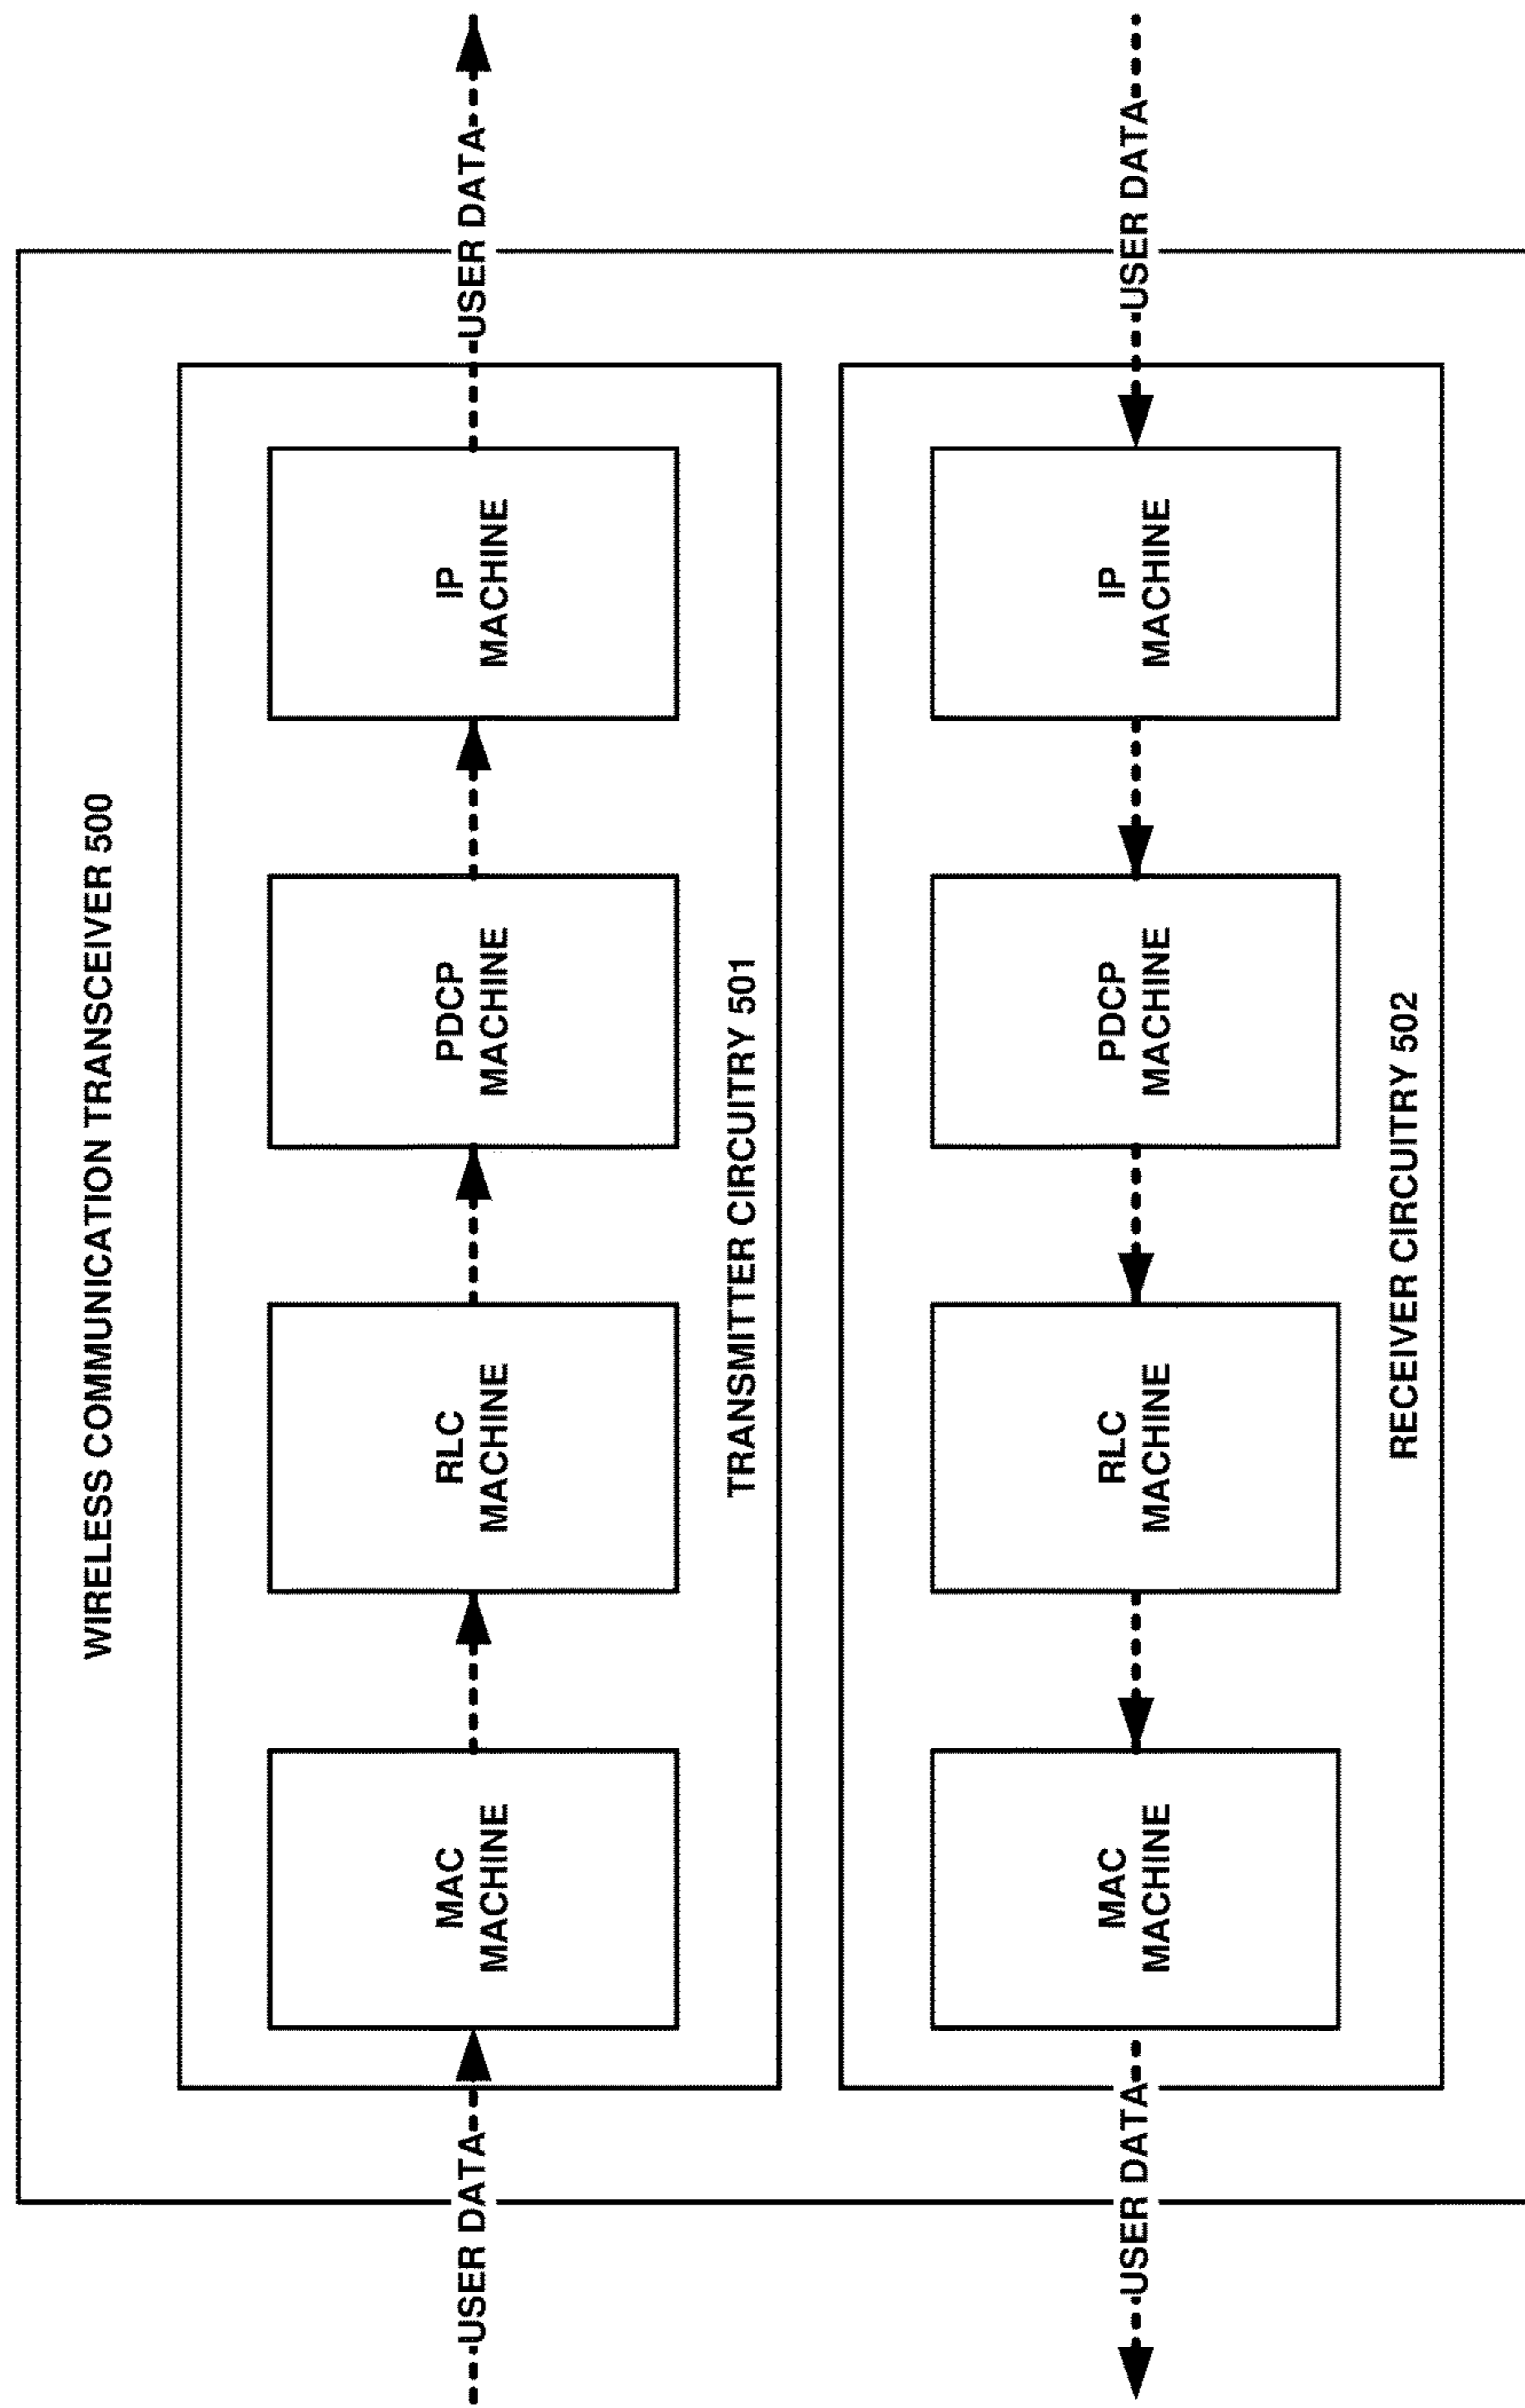 WIRELESS COMMUNICATION TRANSCEIVER 500
USER DATA
MAC
MACHINE
RLC
MACHINE
PDCP
MACHINE
IP
MACHINE
USER DATA
TRANSMITTER CIRCUITRY 501
USER DATA
MAC
MACHINE
RLC
MACHINE
PDCP
MACHINE
IP
MACHINE
USER DATA
RECEIVER CIRCUITRY 502